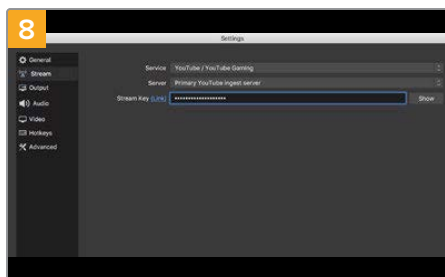 8
Settings
General
Stream
Output
Audio
Video
Hotkeys
Advanced
Service YouTube / YouTube Gaming
Server Primary YouTube ingest server
Stream Key (Link) •••••••••••••••••••• Show